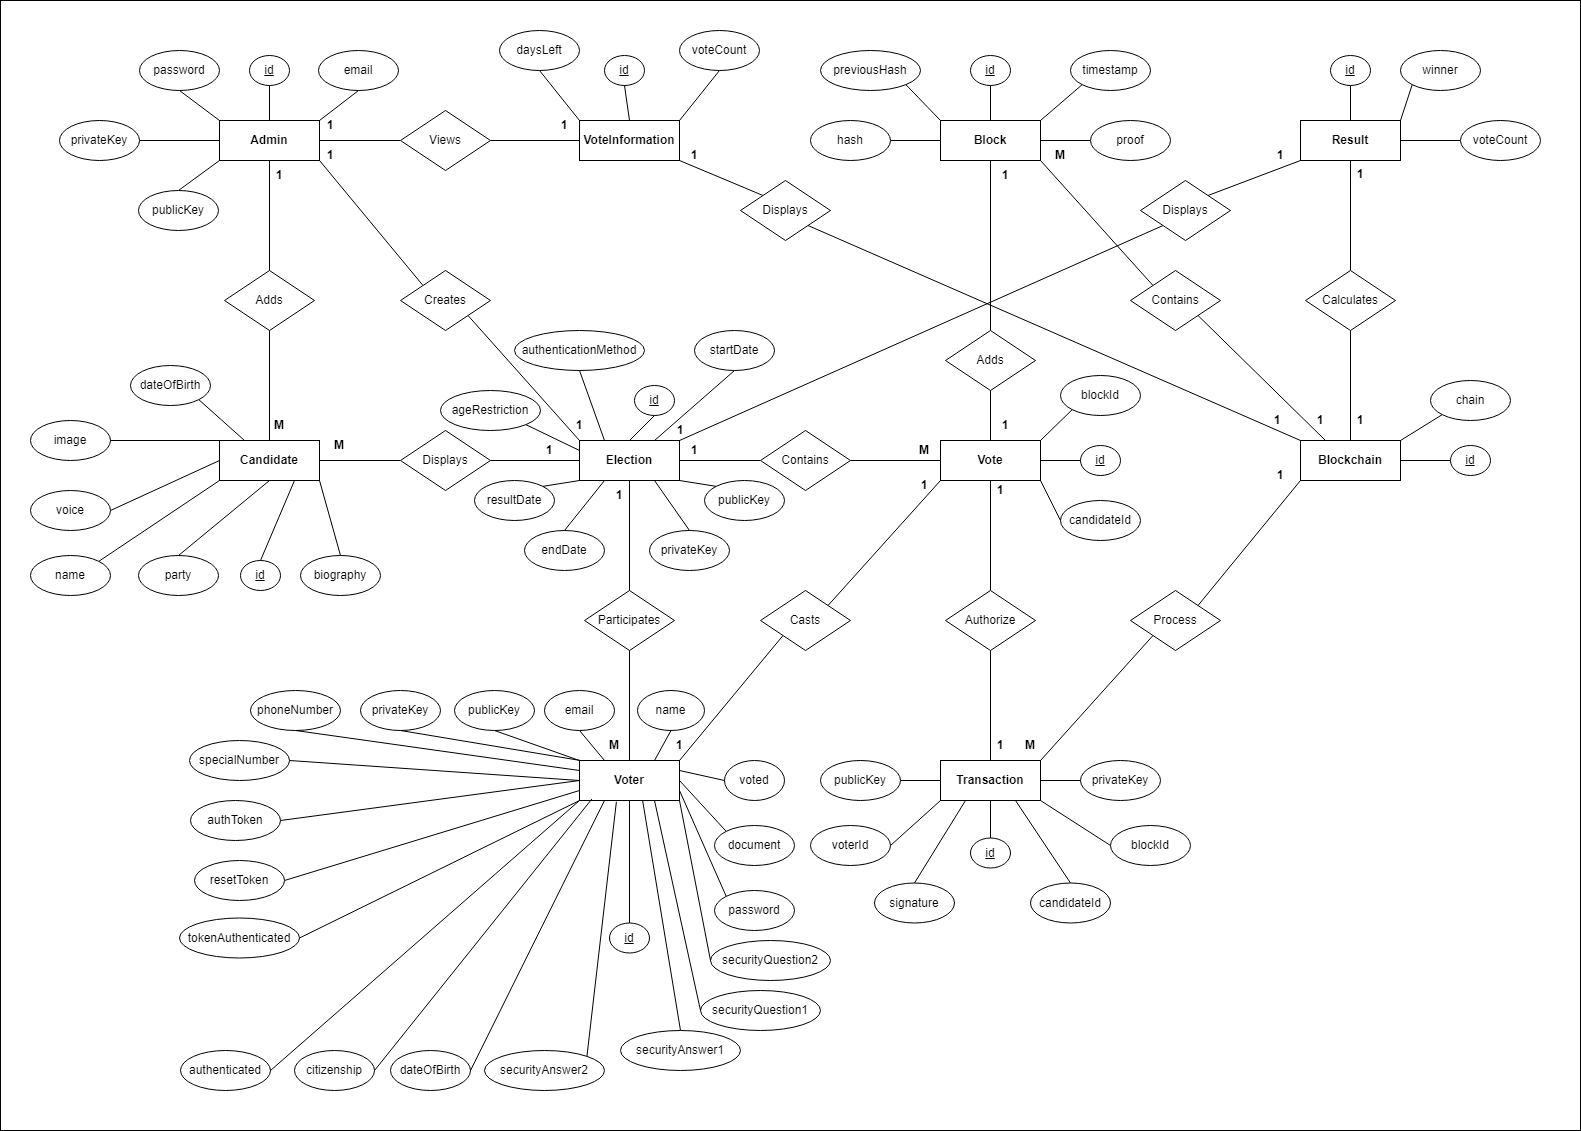 daysLeft
voteCount
password
id
email
id
previousHash
id
timestamp
id
winner
1
1
privateKey
Admin
Views
VoteInformation
hash
Block
proof
Result
voteCount
1
1
M
1
1
1
1
publicKey
Displays
Displays
Adds
Creates
Contains
Calculates
authenticationMethod
startDate
Adds
dateOfBirth
id
blockId
chain
ageRestriction
M
1
1
1
1
1
1
image
M
1
1
M
Candidate
Displays
Election
Contains
Vote
id
Blockchain
id
1
1
1
1
voice
resultDate
publicKey
candidateId
endDate
privateKey
name
party
id
biography
Participates
Casts
Authorize
Process
phoneNumber
privateKey
publicKey
email
name
M
1
1
M
specialNumber
Voter
voted
publicKey
Transaction
privateKey
authToken
document
voterId
id
blockId
resetToken
password
signature
candidateId
tokenAuthenticated
id
securityQuestion2
securityQuestion1
securityAnswer1
authenticated
citizenship
dateOfBirth
securityAnswer2